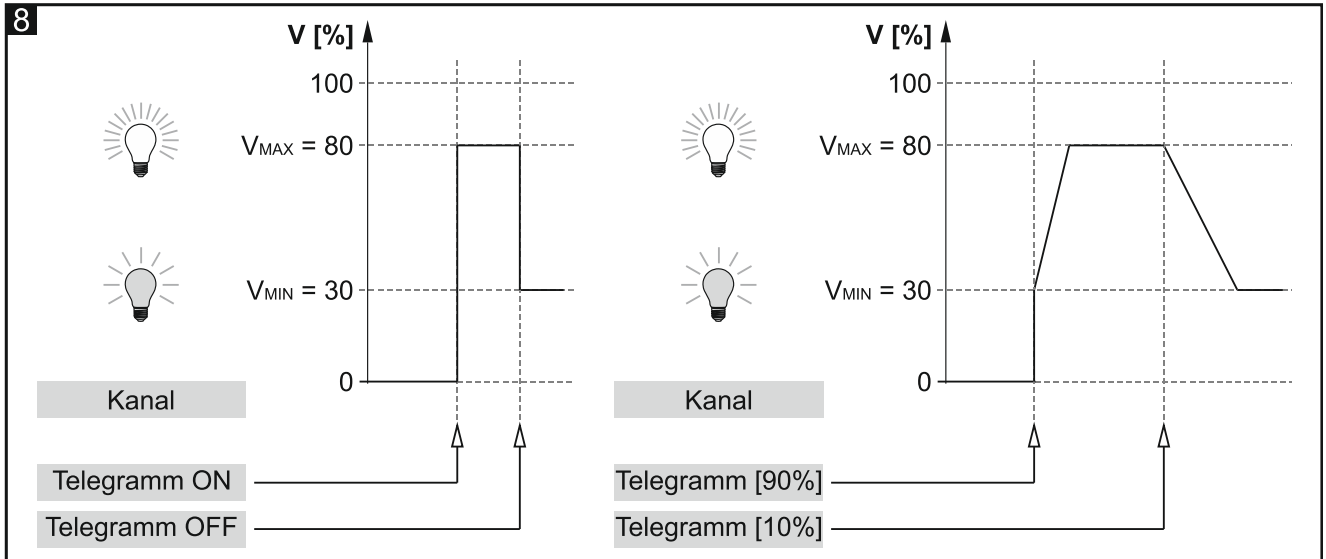 8
V [%]
100
VMAX = 80
VMIN = 30
0
Kanal
Telegramm ON
Telegramm OFF
V [%]
100
VMAX = 80
VMIN = 30
0
Kanal
Telegramm [90%]
Telegramm [10%]